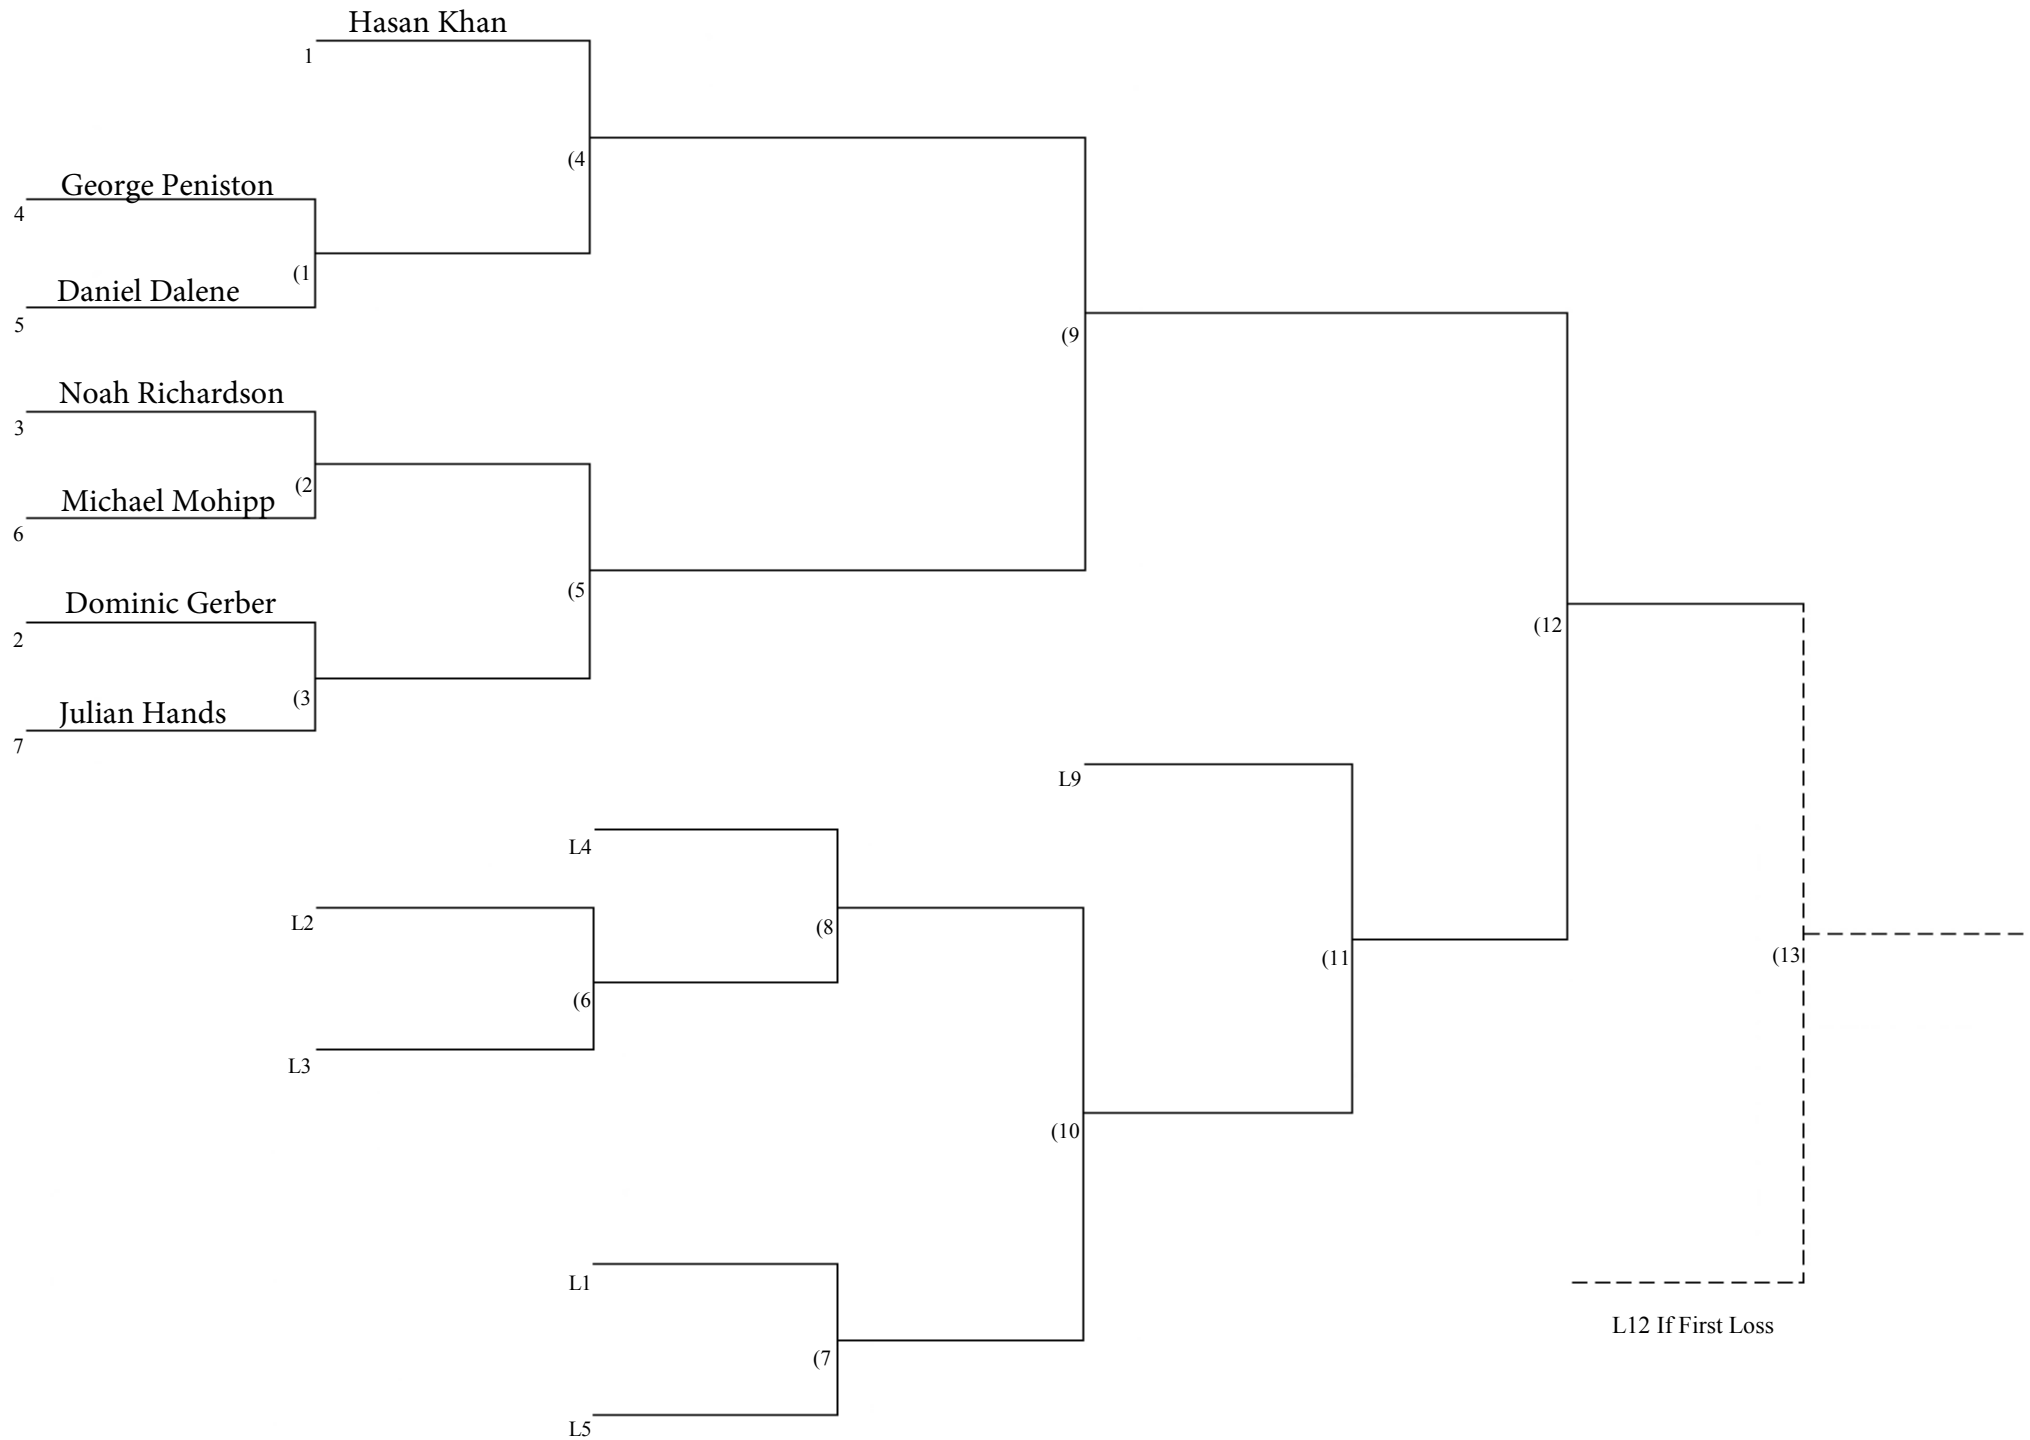 Hasan Khan
1
(4
George Peniston
4
(1
Daniel Dalene
5
(9
Noah Richardson
3
(2
Michael Mohipp
6
(5
Dominic Gerber
2
(12
(3
Julian Hands
7
L9
L4
L2
(8
(11
(13
(6
L3
(10
L1
L12 If First Loss
(7
L5